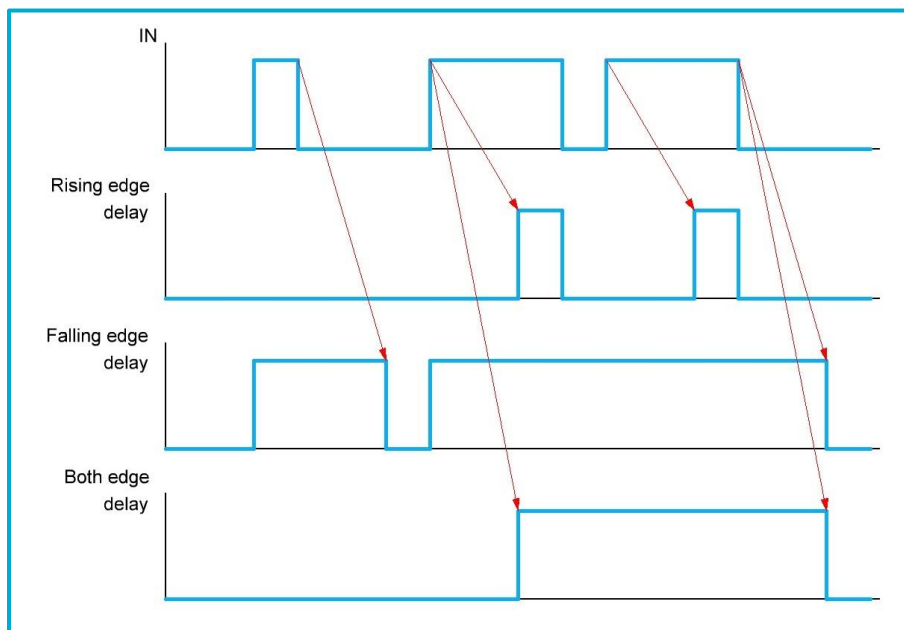 IN
Rising edge
delay
Falling edge
delay
Both edge
delay